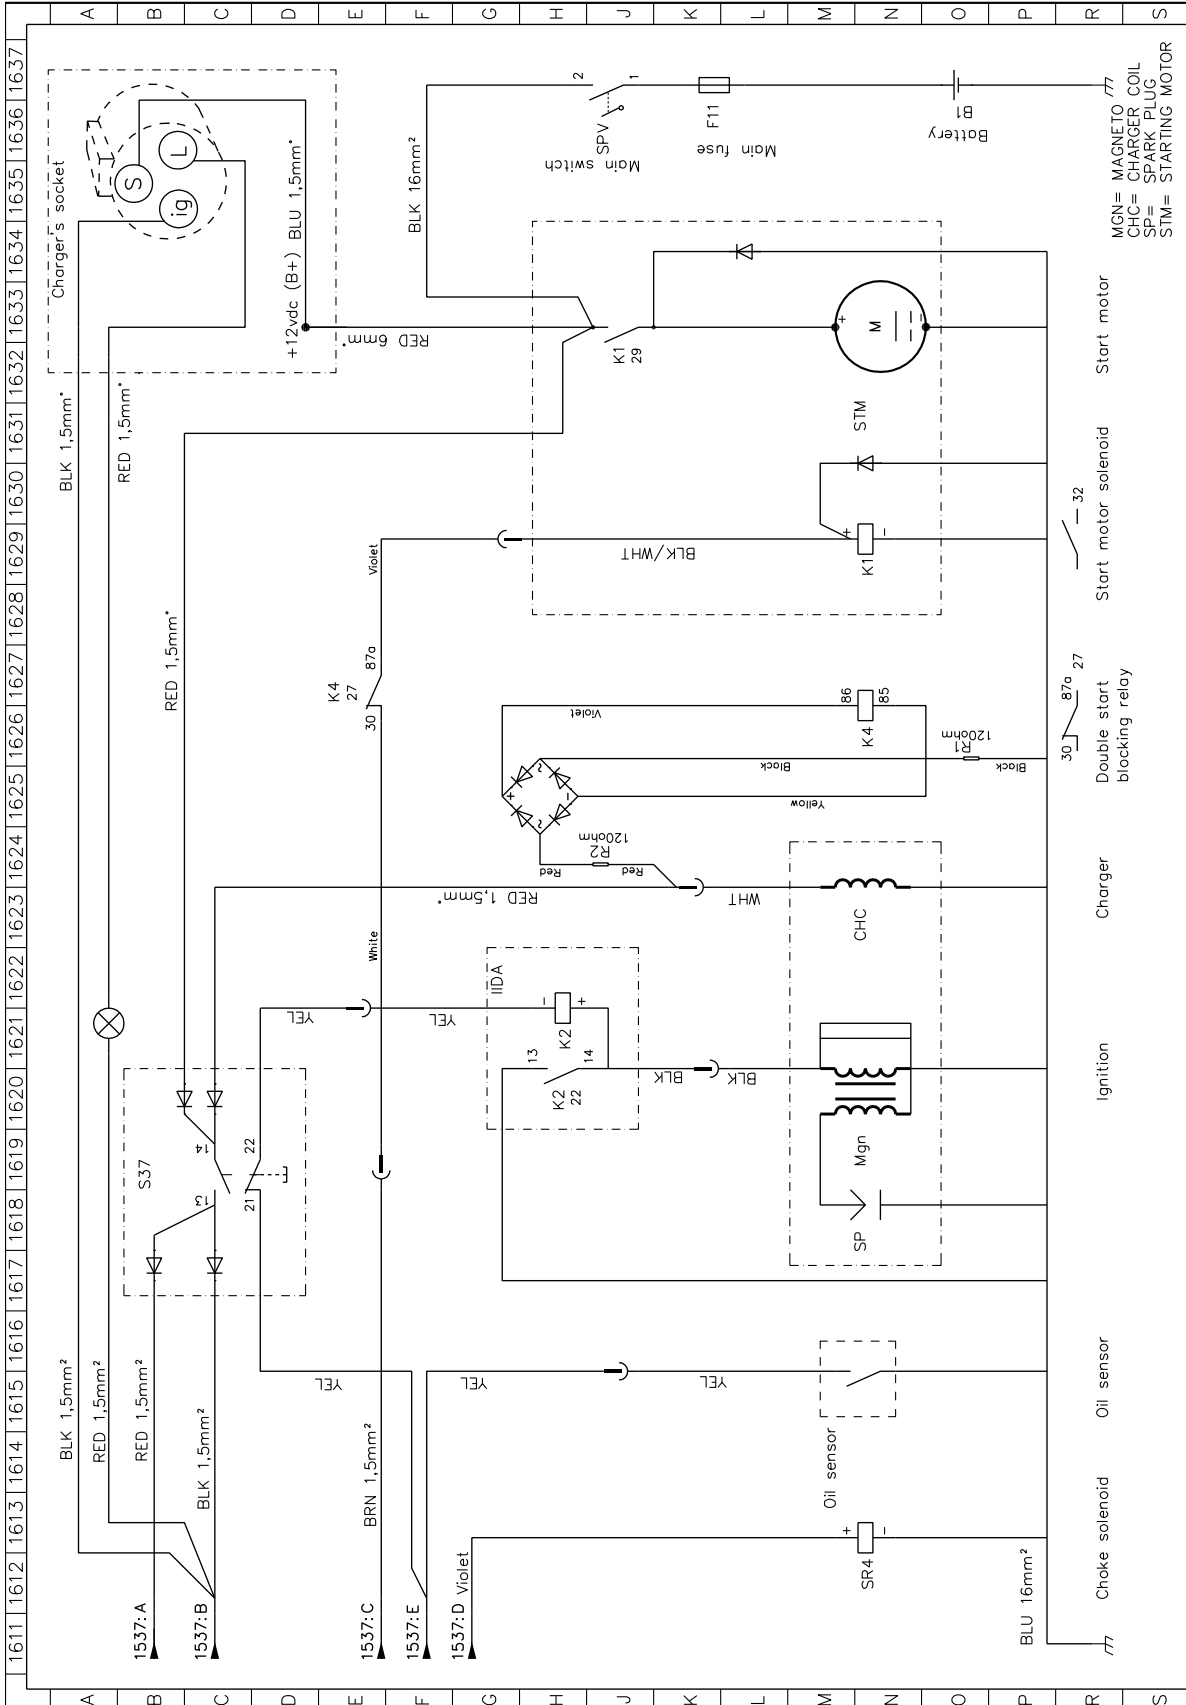 1611 1612 1613 1614 1615 1616 1617 1618 1619 1620 1621 1622 1623 1624 1625 1626 1627 1628 1629 1630 1631 1632 1633 1634 1635 1636 1637
A
B
C
D
E
F
G
H
J
K
L
M
N
O
P
R
S
A
B
C
D
E
F
G
H
J
K
L
M
N
O
P
R
S
BLK 1,5mm²
RED 1,5mm²
RED 1,5mm²
BLK 1,5mm²
1537:A
1537:B
1537:C
1537:E
1537:D
Violet
BRN 1,5mm²
S37
13
14
21
22
BLK 1,5mm²
RED 1,5mm²
RED 1,5mm²
Charger's socket
S
L
ig
+12vdc (B+) BLU 1,5mm²
RED 6mm²
BLK 16mm²
2
1
SPV
Main switch
F11
Main fuse
B1
Battery
YEL
YEL
YEL
YEL
YEL
White
K4
27
30
87a
Violet
IIDA
13
14
K2
22
K2
-
+
BLK
BLK
RED 1,5mm²
Red
R2
120ohm
Red
WHT
+
-
~
~
Violet
Black
Yellow
86
85
K4
R1
120ohm
Black
BLK/WHT
K1
+
-
K1
29
STM
M
+
-
SP
Mgn
CHC
Oil sensor
SR4
+
-
BLU 16mm²
Choke solenoid
Oil sensor
Ignition
Charger
30
87a
27
Double start
blocking relay
32
Start motor solenoid
Start motor
MGN= MAGNETO
CHC= CHARGER COIL
SP= SPARK PLUG
STM= STARTING MOTOR